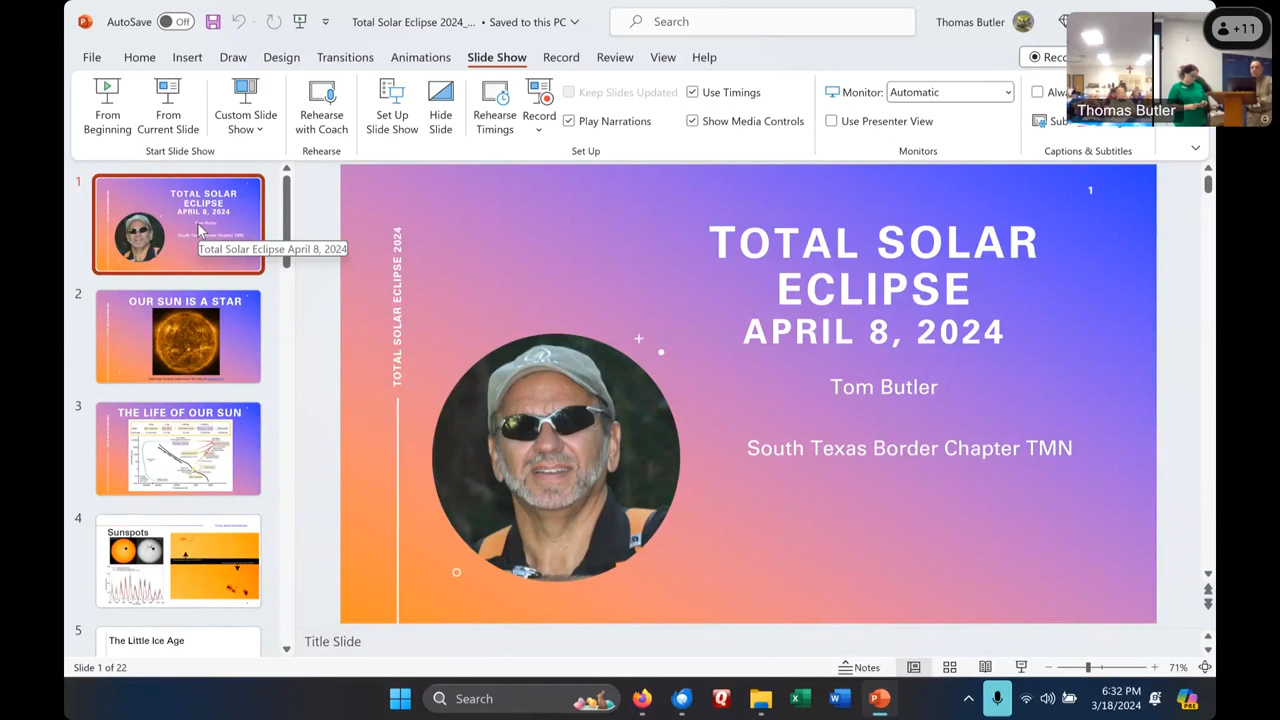 AutoSave Off
Total Solar Eclipse 2024_... • Saved to this PC
Search
Thomas Butler
+11
File Home Insert Draw Design Transitions Animations Slide Show Record Review View Help
From Beginning
From Current Slide
Custom Slide Show
Start Slide Show
Rehearse with Coach
Rehearse
Set Up Slide Show
Hide Slide
Rehearse Timings
Record
Keep Slides Updated
Play Narrations
Use Timings
Show Media Controls
Set Up
Monitor: Automatic
Use Presenter View
Monitors
Captions & Subtitles
Thomas Butler
1
TOTAL SOLAR
ECLIPSE
APRIL 8, 2024
Total Solar Eclipse April 8, 2024
2
OUR SUN IS A STAR
3
THE LIFE OF OUR SUN
4
Sunspots
5
The Little Ice Age
1
TOTAL SOLAR ECLIPSE 2024
TOTAL SOLAR
ECLIPSE
APRIL 8, 2024
Tom Butler
South Texas Border Chapter TMN
Title Slide
Slide 1 of 22
Notes
71%
Search
6:32 PM
3/18/2024
PRE